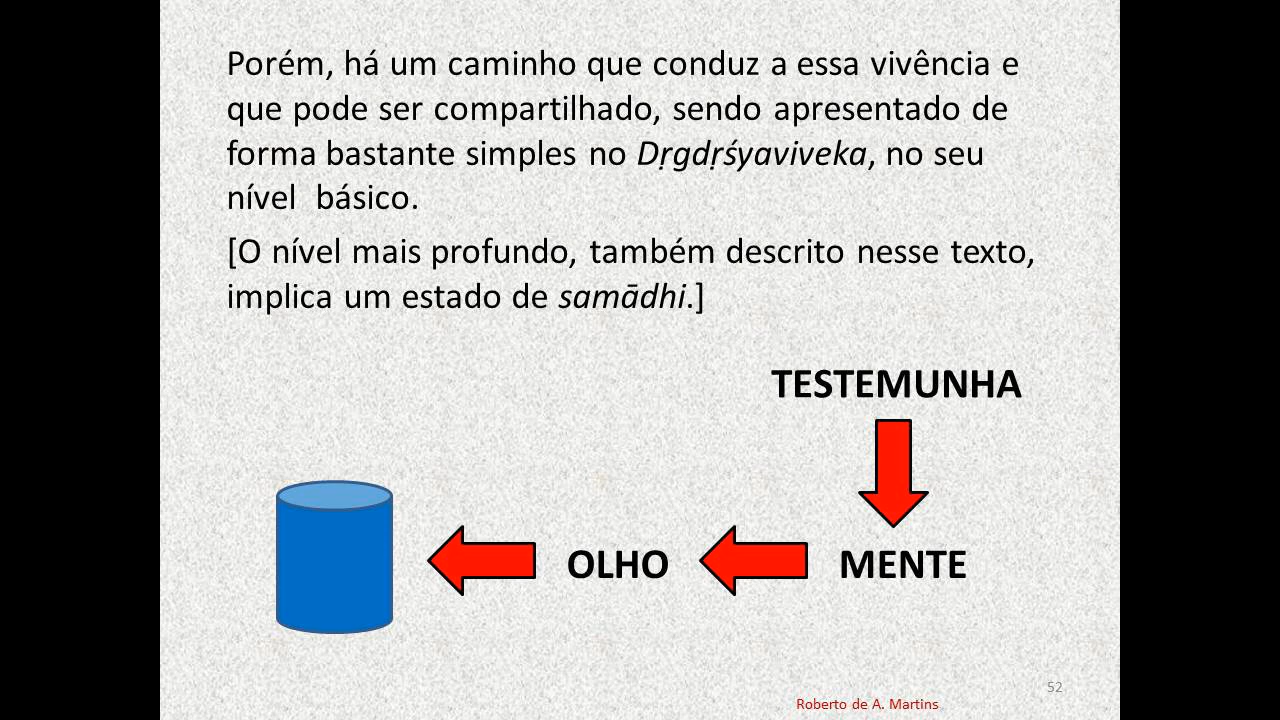 Porém, há um caminho que conduz a essa vivência e
que pode ser compartilhado, sendo apresentado de
forma bastante simples no Dṛgdṛśyaviveka, no seu
nível  básico.
[O nível mais profundo, também descrito nesse texto,
implica um estado de samādhi.]
TESTEMUNHA
OLHO
MENTE
52
Roberto de A. Martins